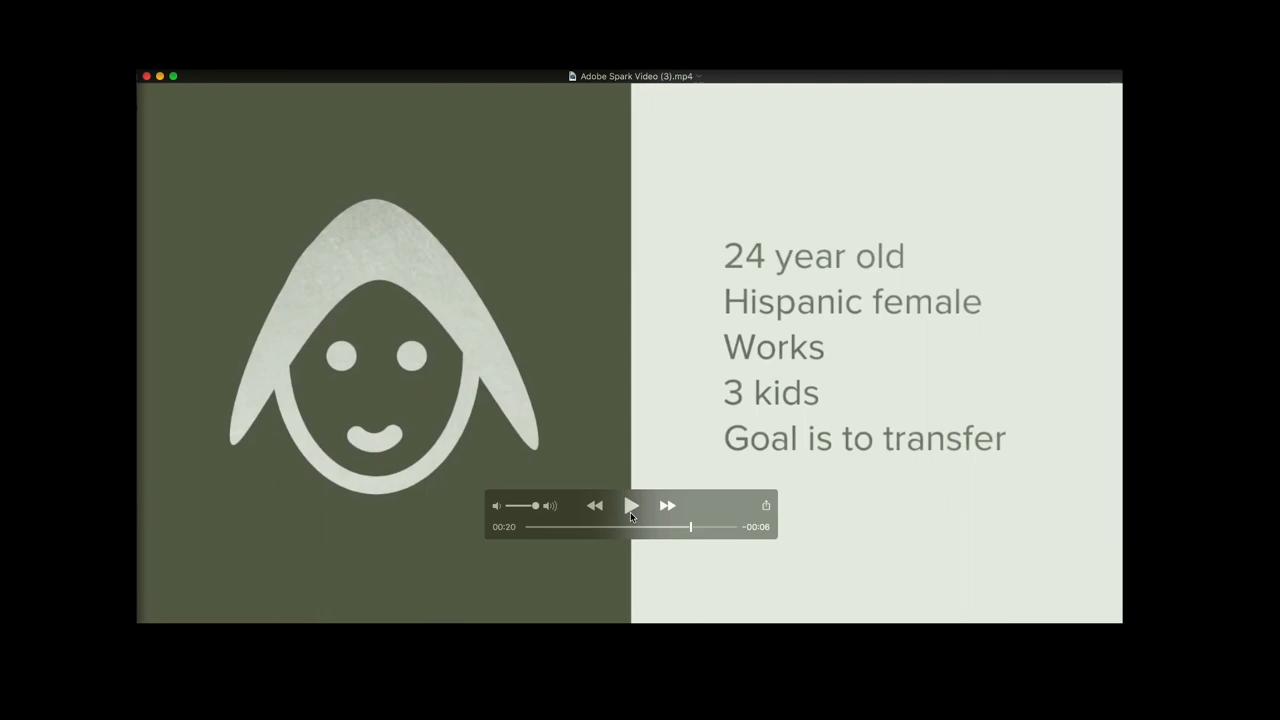 Adobe Spark Video (3).mp4
24 year old
Hispanic female
Works
3 kids
Goal is to transfer
00:20
-00:06